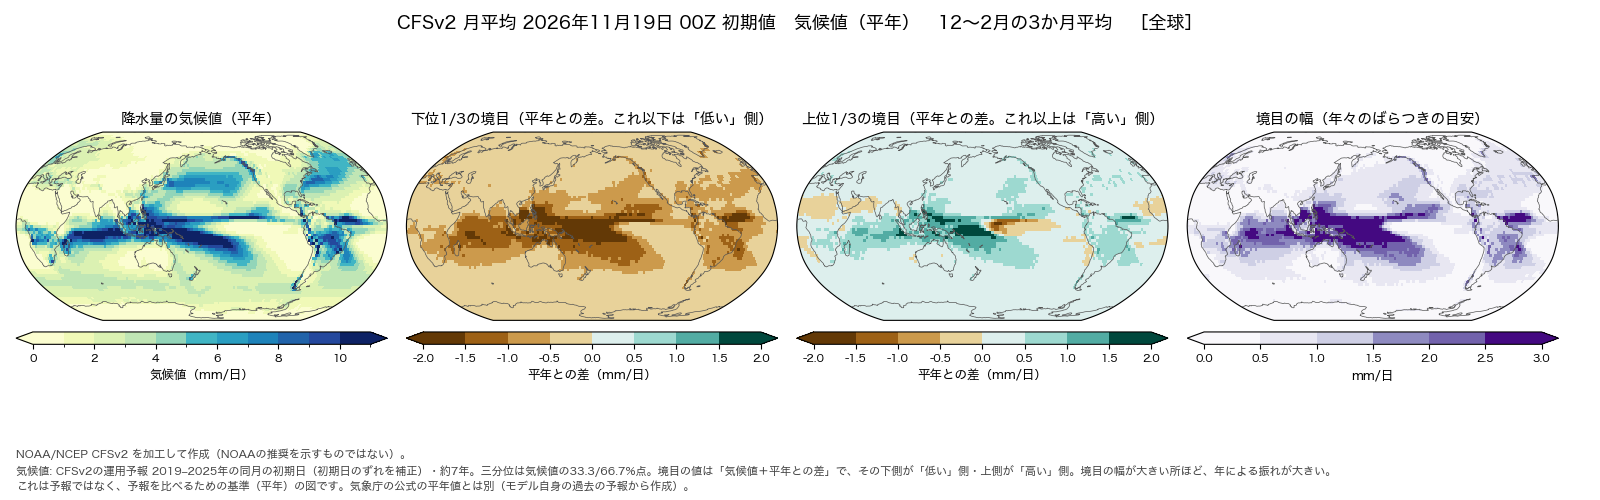 CFSv2 月平均 2026年11月19日 00Z 初期値　気候値（平年）　12～2月の3か月平均　［全球］
降水量の気候値（平年）
下位1/3の境目（平年との差。これ以下は「低い」側）
上位1/3の境目（平年との差。これ以上は「高い」側）
境目の幅（年々のばらつきの目安）
0 2 4 6 8 10
気候値（mm/日）
-2.0 -1.5 -1.0 -0.5 0.0 0.5 1.0 1.5 2.0
平年との差（mm/日）
-2.0 -1.5 -1.0 -0.5 0.0 0.5 1.0 1.5 2.0
平年との差（mm/日）
0.0 0.5 1.0 1.5 2.0 2.5 3.0
mm/日
NOAA/NCEP CFSv2 を加工して作成（NOAAの推奨を示すものではない）。
気候値: CFSv2の運用予報 2019–2025年の同月の初期日（初期日のずれを補正）・約7年。三分位は気候値の33.3/66.7%点。境目の値は「気候値＋平年との差」で、その下側が「低い」側・上側が「高い」側。境目の幅が大きい所ほど、年による振れが大きい。
これは予報ではなく、予報を比べるための基準（平年）の図です。気象庁の公式の平年値とは別（モデル自身の過去の予報から作成）。